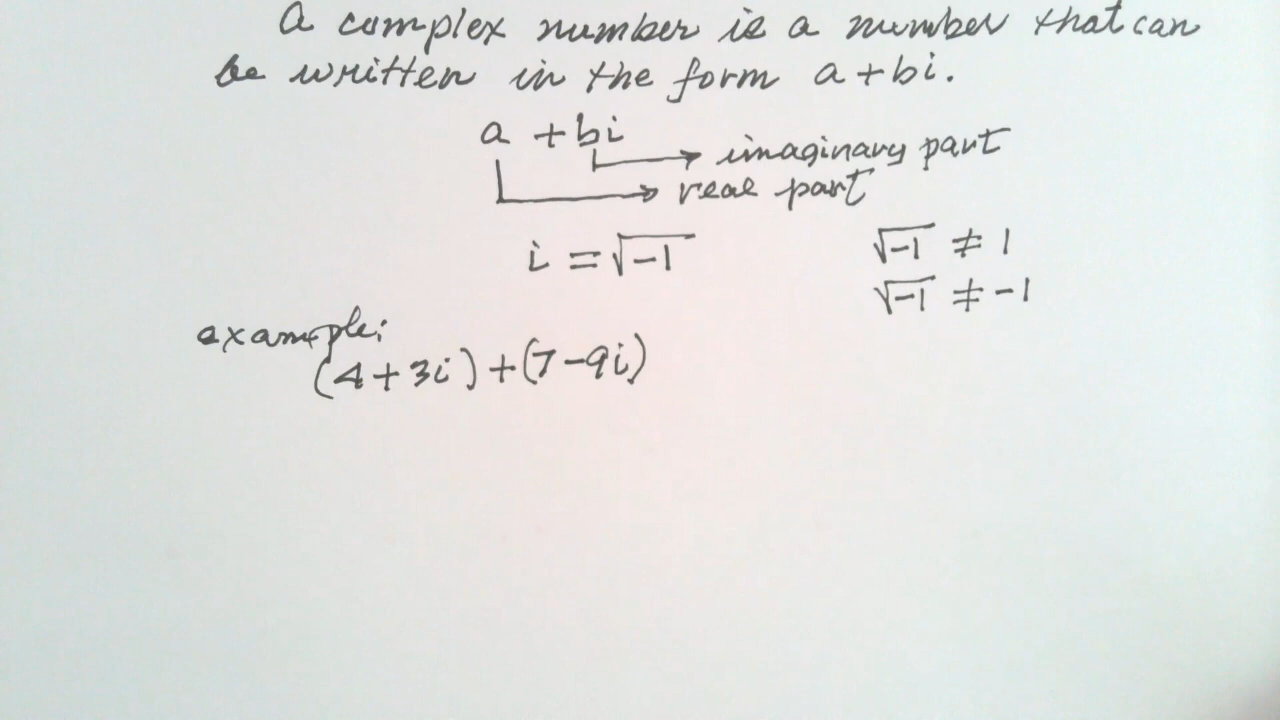 A complex number is a number that can
be written in the form a+bi.
a + bi
imaginary part
real part
i = √-1
√-1 ≠ 1
√-1 ≠ -1
example:
(4+3i)+(7-9i)